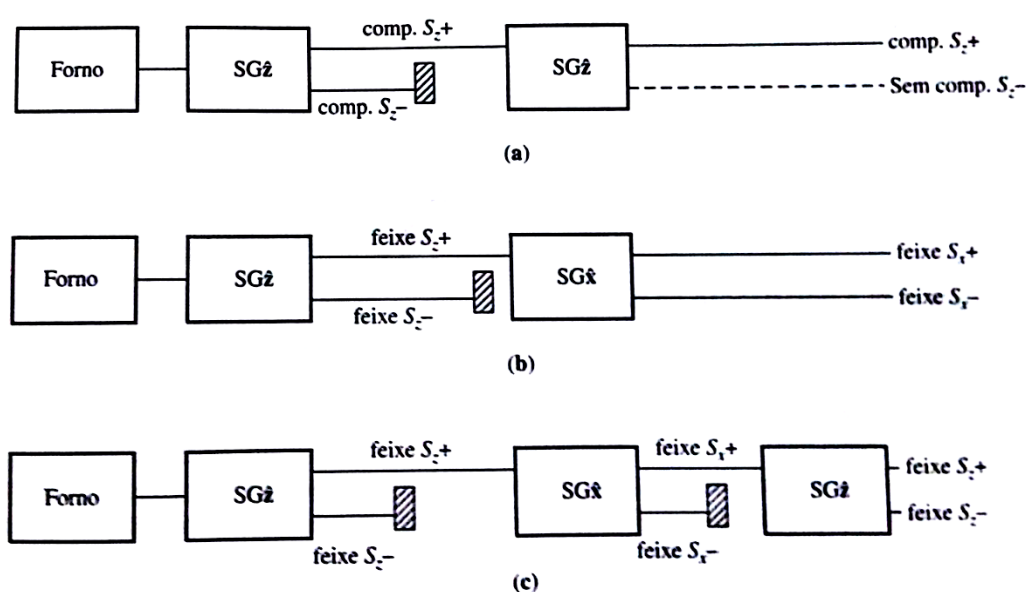 comp. S_z+
Forno
SGẑ
SGẑ
comp. S_z+
comp. S_z−
Sem comp. S_z−
(a)
feixe S_z+
Forno
SGẑ
SGx̂
feixe S_x+
feixe S_z−
feixe S_x−
(b)
feixe S_z+
feixe S_x+
Forno
SGẑ
SGx̂
SGẑ
feixe S_z+
feixe S_z−
feixe S_z−
feixe S_x−
(c)